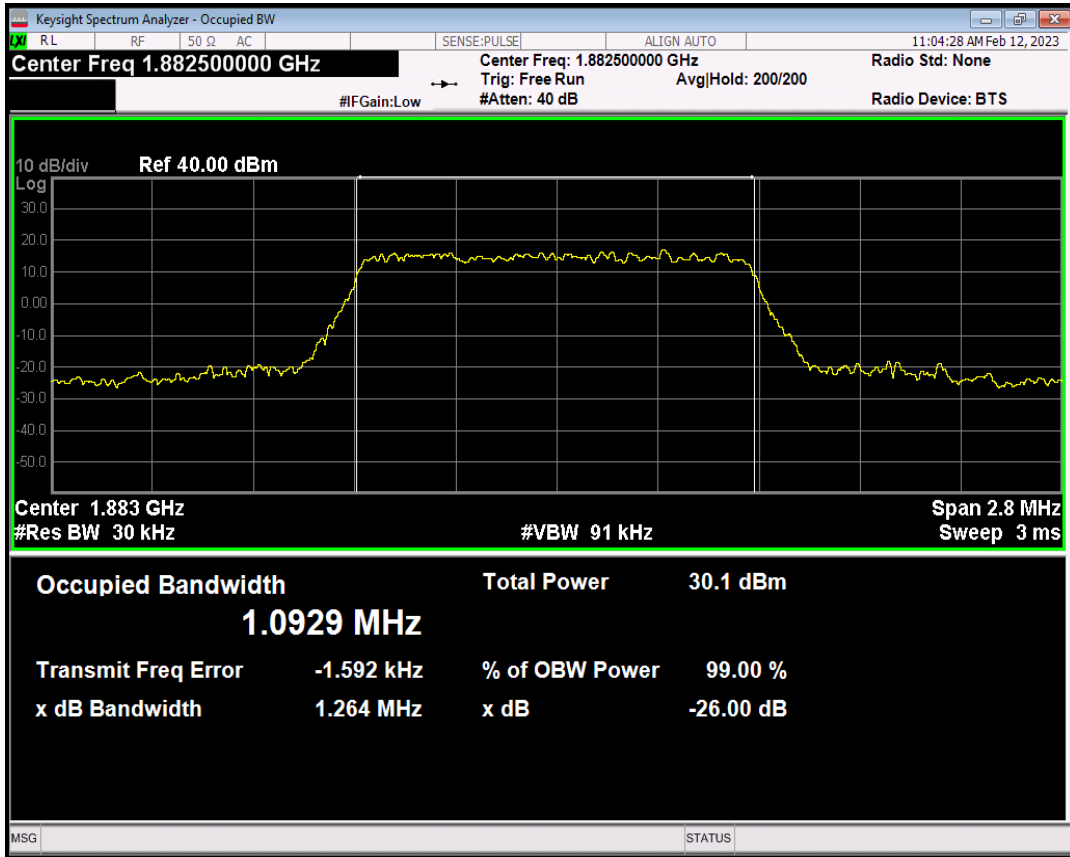 Keysight Spectrum Analyzer - Occupied BW
LXI RL RF 50 Ω AC SENSE:PULSE ALIGN AUTO 11:04:28 AM Feb 12, 2023
Center Freq 1.882500000 GHz Center Freq: 1.882500000 GHz Radio Std: None
Trig: Free Run Avg|Hold: 200/200
#IFGain:Low #Atten: 40 dB Radio Device: BTS
10 dB/div Ref 40.00 dBm
Log
30.0
20.0
10.0
0.00
-10.0
-20.0
-30.0
-40.0
-50.0
Center 1.883 GHz Span 2.8 MHz
#Res BW 30 kHz #VBW 91 kHz Sweep 3 ms
Occupied Bandwidth Total Power 30.1 dBm
1.0929 MHz
Transmit Freq Error -1.592 kHz % of OBW Power 99.00 %
x dB Bandwidth 1.264 MHz x dB -26.00 dB
MSG STATUS